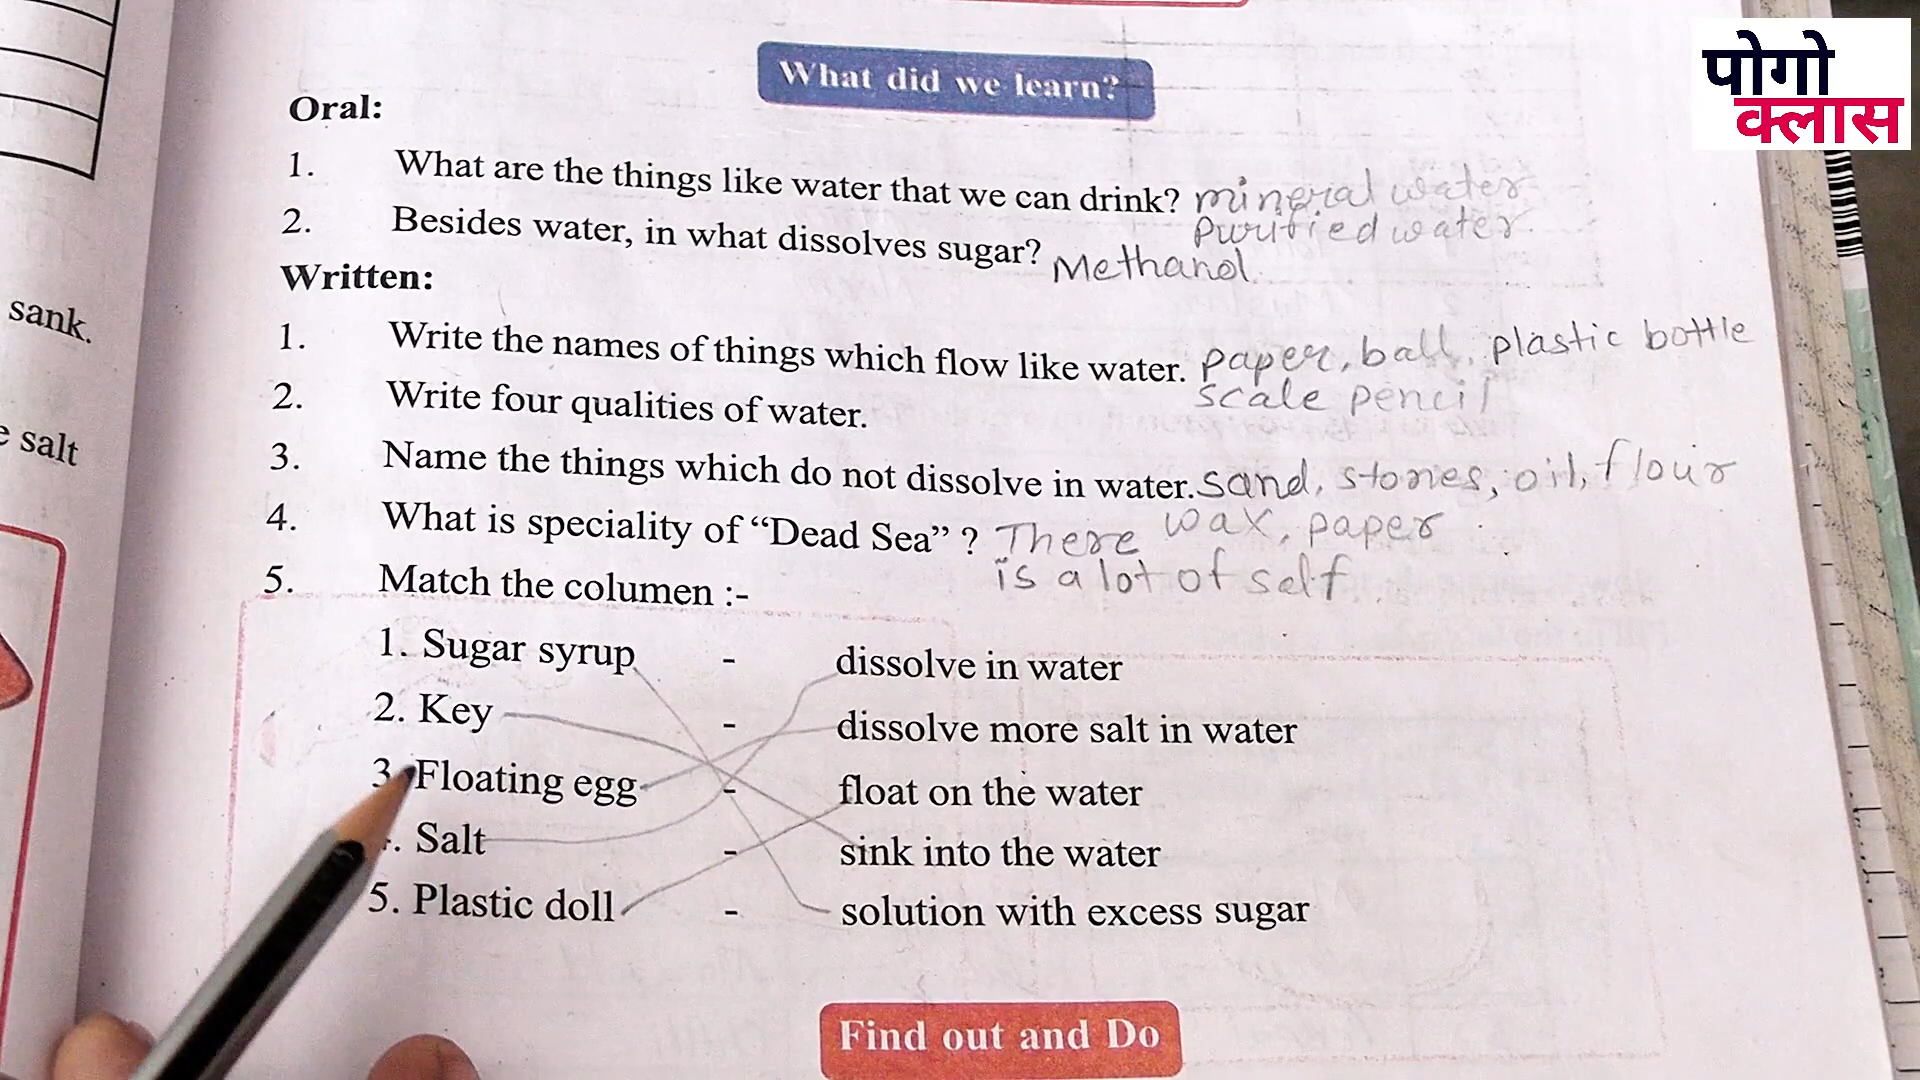 पोगो
क्लास
What did we learn?
Oral:
1. What are the things like water that we can drink? mineral water
Purified water.
2. Besides water, in what dissolves sugar? Methanol.
Written:
sank.
1. Write the names of things which flow like water. paper, ball, plastic bottle
scale pencil
2. Write four qualities of water.
e salt
3. Name the things which do not dissolve in water. sand, stones, oil, flour
wax, paper
4. What is speciality of “Dead Sea” ? There
is a lot of self
5. Match the columen :-
1. Sugar syrup - dissolve in water
2. Key - dissolve more salt in water
3. Floating egg - float on the water
. Salt - sink into the water
5. Plastic doll - solution with excess sugar
Find out and Do